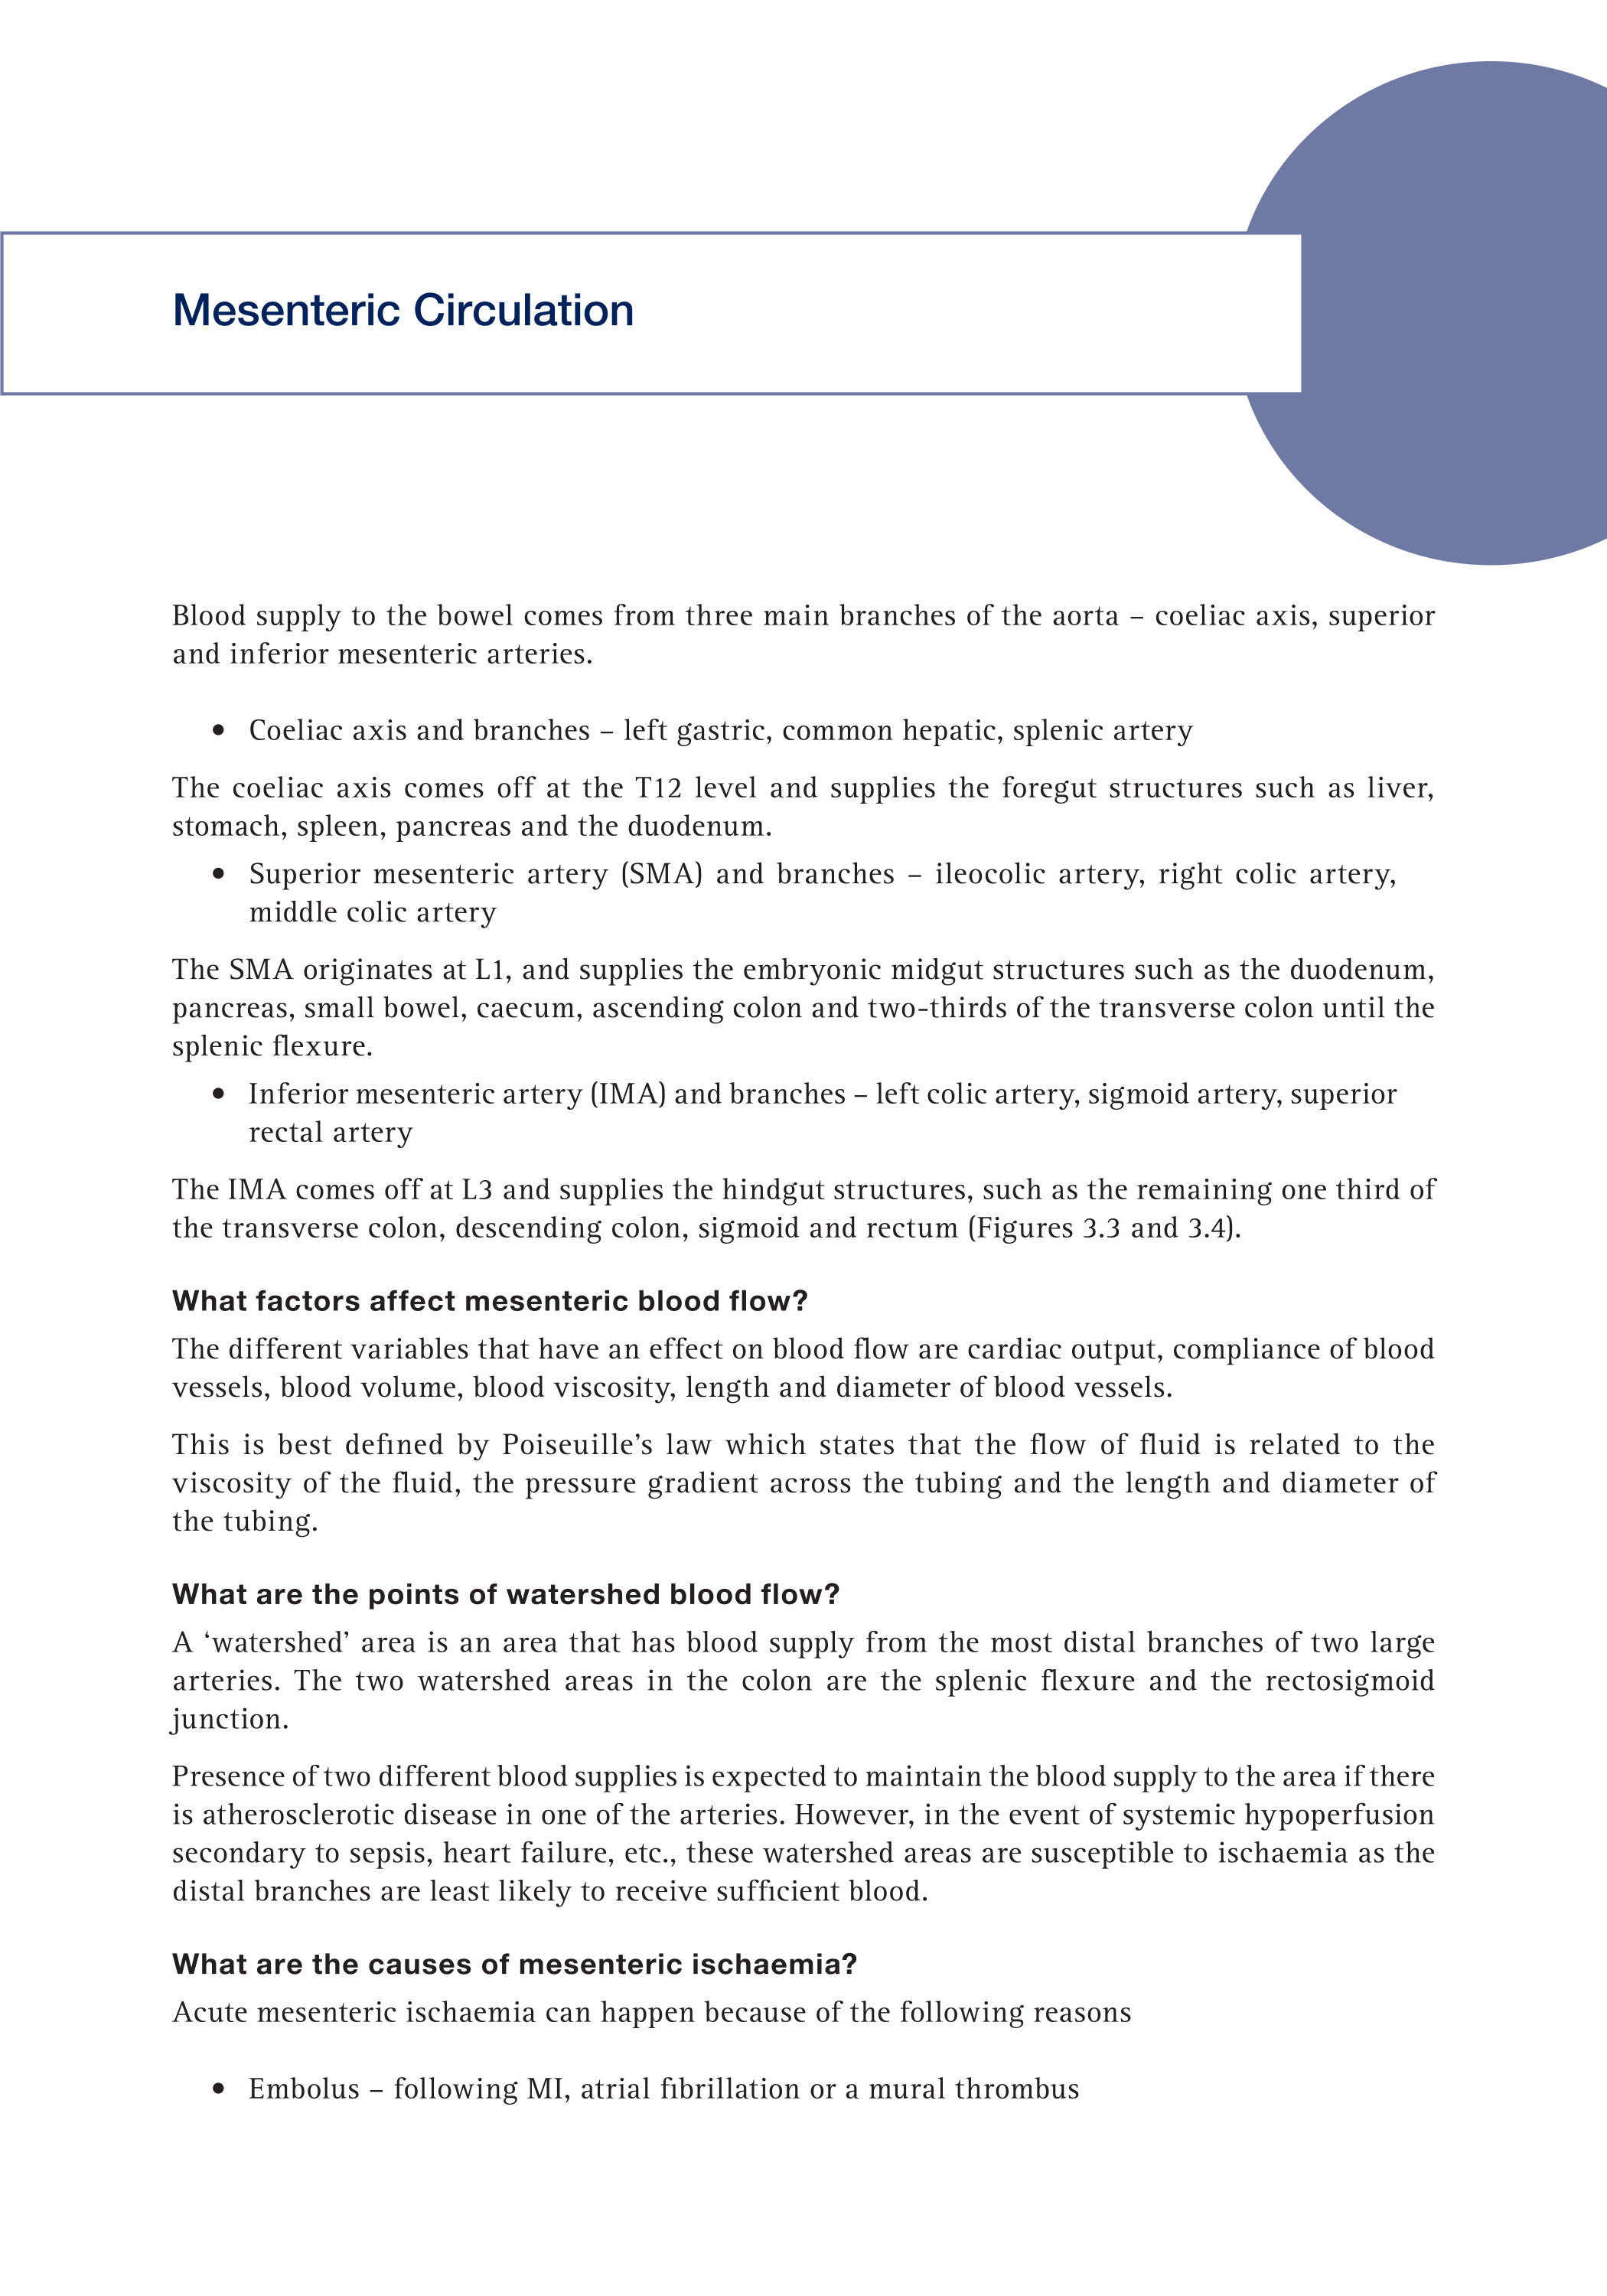 Mesenteric Circulation
Blood supply to the bowel comes from three main branches of the aorta – coeliac axis, superior
and inferior mesenteric arteries.
• Coeliac axis and branches – left gastric, common hepatic, splenic artery
The coeliac axis comes off at the T12 level and supplies the foregut structures such as liver,
stomach, spleen, pancreas and the duodenum.
• Superior mesenteric artery (SMA) and branches – ileocolic artery, right colic artery,
middle colic artery
The SMA originates at L1, and supplies the embryonic midgut structures such as the duodenum,
pancreas, small bowel, caecum, ascending colon and two-thirds of the transverse colon until the
splenic flexure.
• Inferior mesenteric artery (IMA) and branches – left colic artery, sigmoid artery, superior
rectal artery
The IMA comes off at L3 and supplies the hindgut structures, such as the remaining one third of
the transverse colon, descending colon, sigmoid and rectum (Figures 3.3 and 3.4).
What factors affect mesenteric blood flow?
The different variables that have an effect on blood flow are cardiac output, compliance of blood
vessels, blood volume, blood viscosity, length and diameter of blood vessels.
This is best defined by Poiseuille’s law which states that the flow of fluid is related to the
viscosity of the fluid, the pressure gradient across the tubing and the length and diameter of
the tubing.
What are the points of watershed blood flow?
A ‘watershed’ area is an area that has blood supply from the most distal branches of two large
arteries. The two watershed areas in the colon are the splenic flexure and the rectosigmoid
junction.
Presence of two different blood supplies is expected to maintain the blood supply to the area if there
is atherosclerotic disease in one of the arteries. However, in the event of systemic hypoperfusion
secondary to sepsis, heart failure, etc., these watershed areas are susceptible to ischaemia as the
distal branches are least likely to receive sufficient blood.
What are the causes of mesenteric ischaemia?
Acute mesenteric ischaemia can happen because of the following reasons
• Embolus – following MI, atrial fibrillation or a mural thrombus